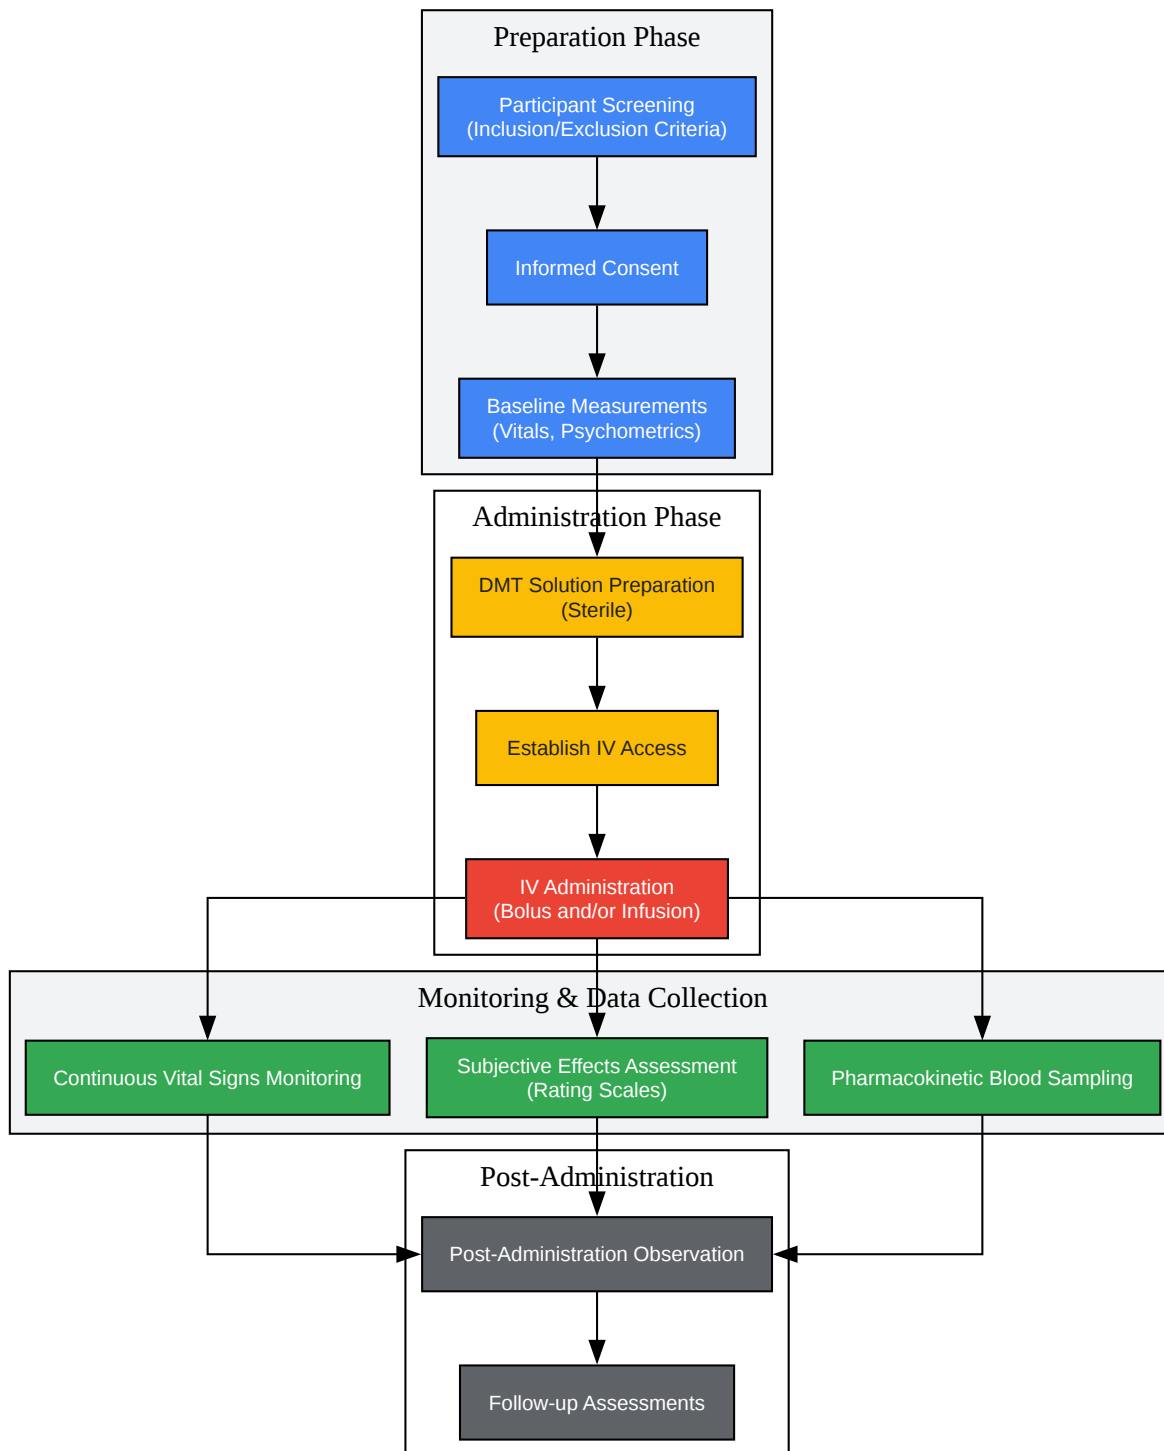 Preparation Phase
Participant Screening
(Inclusion/Exclusion Criteria)
Informed Consent
Baseline Measurements
(Vitals, Psychometrics)
Administration Phase
DMT Solution Preparation
(Sterile)
Establish IV Access
IV Administration
(Bolus and/or Infusion)
Monitoring & Data Collection
Continuous Vital Signs Monitoring
Subjective Effects Assessment
(Rating Scales)
Pharmacokinetic Blood Sampling
Post-Administration
Post-Administration Observation
Follow-up Assessments